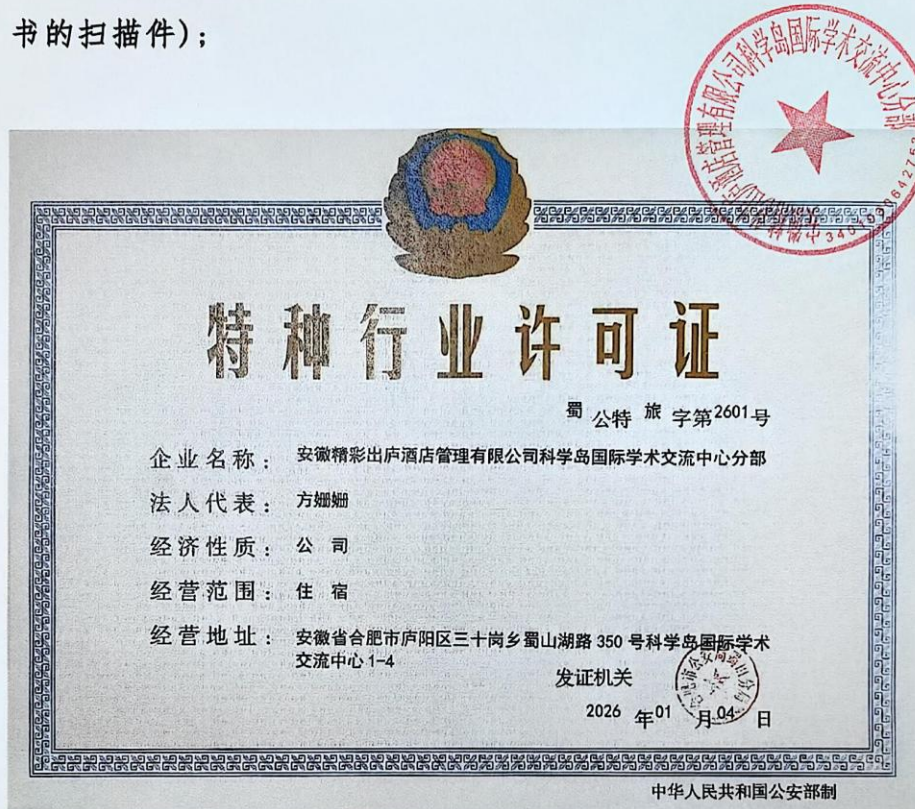 书的扫描件);
特种行业许可证
蜀公特旅字第2601号
企业名称：安徽精彩出庐酒店管理有限公司科学岛国际学术交流中心分部
法人代表：方姗姗
经济性质：公司
经营范围：住宿
经营地址：安徽省合肥市庐阳区三十岗乡蜀山湖路 350 号科学岛国际学术
交流中心 1-4
发证机关
2026 年 01 月 04 日
中华人民共和国公安部制